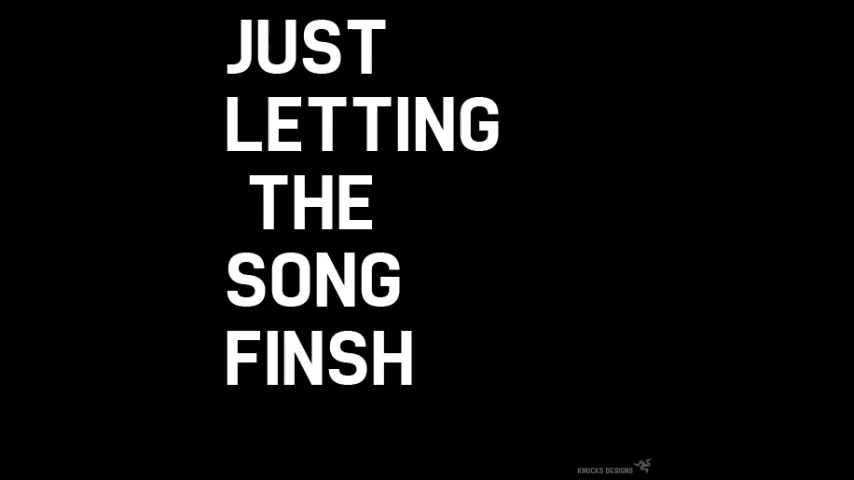 JUST
LETTING
THE
SONG
FINSH
KNUCKS DESIGNS